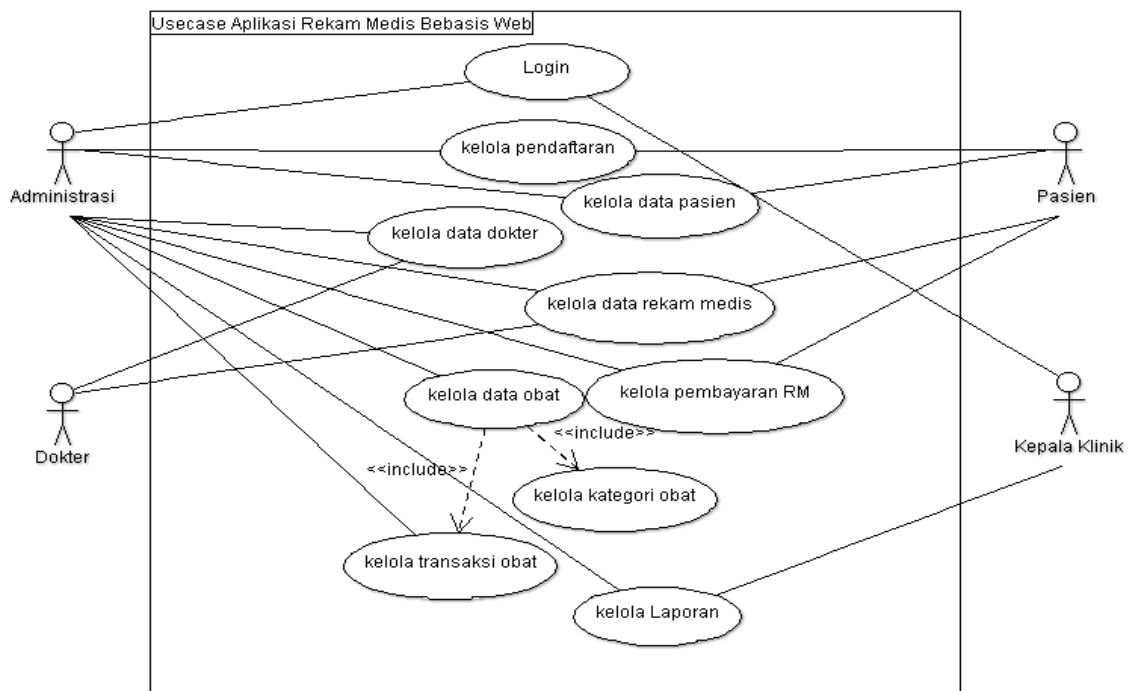 Usecase Aplikasi Rekam Medis Bebasis Web
Login
kelola pendaftaran
Administrasi
Pasien
kelola data pasien
kelola data dokter
kelola data rekam medis
kelola data obat
kelola pembayaran RM
<<include>>
Dokter
Kepala Klinik
<<include>>
kelola kategori obat
kelola transaksi obat
kelola Laporan